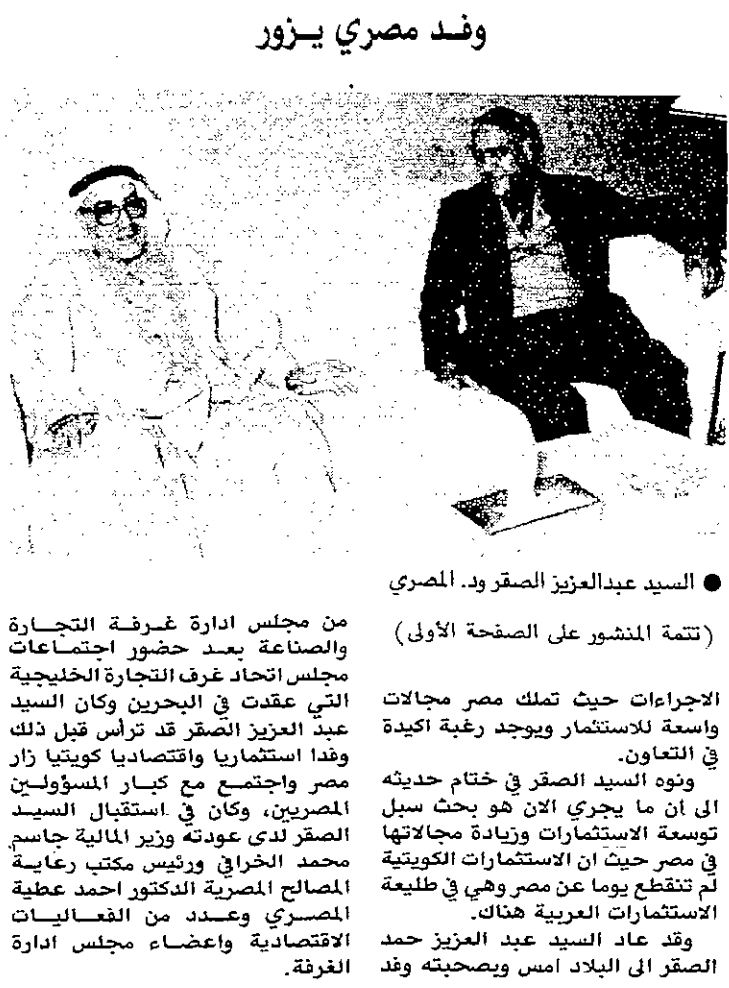 وفد مصري يزور
● السيد عبدالعزيز الصقر ود. المصري
(تتمة المنشور على الصفحة الأولى)
الاجراءات حيث تملك مصر مجالات
واسعة للاستثمار ويوجد رغبة اكيدة
في التعاون.
ونوه السيد الصقر في ختام حديثه
الى ان ما يجري الان هو بحث سبل
توسعة الاستثمارات وزيادة مجالاتها
في مصر حيث ان الاستثمارات الكويتية
لم تنقطع يوما عن مصر وهي في طليعة
الاستثمارات العربية هناك.
وقد عاد السيد عبد العزيز حمد
الصقر الى البلاد امس وبصحبته وفد
من مجلس ادارة غرفة التجارة
والصناعة بعد حضور اجتماعات
مجلس اتحاد غرف التجارة الخليجية
التي عقدت في البحرين وكان السيد
عبد العزيز الصقر قد ترأس قبل ذلك
وفدا استثماريا واقتصاديا كويتيا زار
مصر واجتمع مع كبار المسؤولين
المصريين، وكان في استقبال السيد
الصقر لدى عودته وزير المالية جاسم
محمد الخرافي ورئيس مكتب رعاية
المصالح المصرية الدكتور احمد عطية
المصري وعدد من الفعاليات
الاقتصادية واعضاء مجلس ادارة
الغرفة.